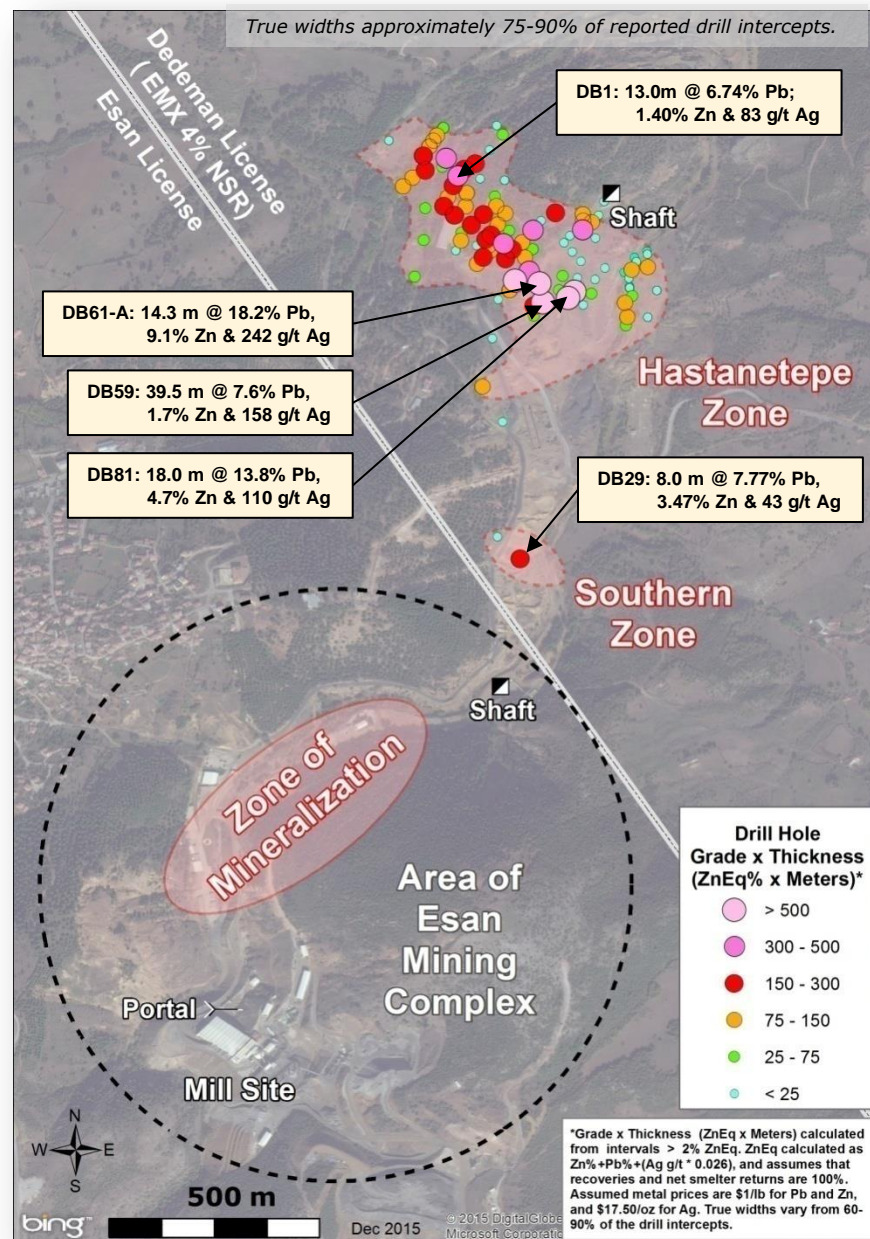 True widths approximately 75-90% of reported drill intercepts.
Dedeman License
( EMX 4% NSR)
Esan License
DB1: 13.0m @ 6.74% Pb;
1.40% Zn & 83 g/t Ag
Shaft
DB61-A: 14.3 m @ 18.2% Pb,
9.1% Zn & 242 g/t Ag
DB59: 39.5 m @ 7.6% Pb,
1.7% Zn & 158 g/t Ag
DB81: 18.0 m @ 13.8% Pb,
4.7% Zn & 110 g/t Ag
Hastanetepe
Zone
DB29: 8.0 m @ 7.77% Pb,
3.47% Zn & 43 g/t Ag
Southern
Zone
Shaft
Zone of
Mineralization
Area of
Esan
Mining
Complex
Portal
Mill Site
Drill Hole
Grade x Thickness
(ZnEq% x Meters)*
> 500
300 - 500
150 - 300
75 - 150
25 - 75
< 25
*Grade x Thickness (ZnEq x Meters) calculated
from intervals > 2% ZnEq. ZnEq calculated as
Zn%+Pb%+(Ag g/t * 0.026), and assumes that
recoveries and net smelter returns are 100%.
Assumed metal prices are $1/lb for Pb and Zn,
and $17.50/oz for Ag. True widths vary from 60-
90% of the drill intercepts.
N
W E
S
500 m
bing™
Dec 2015
© 2015 DigitalGlobe
Microsoft Corporatio